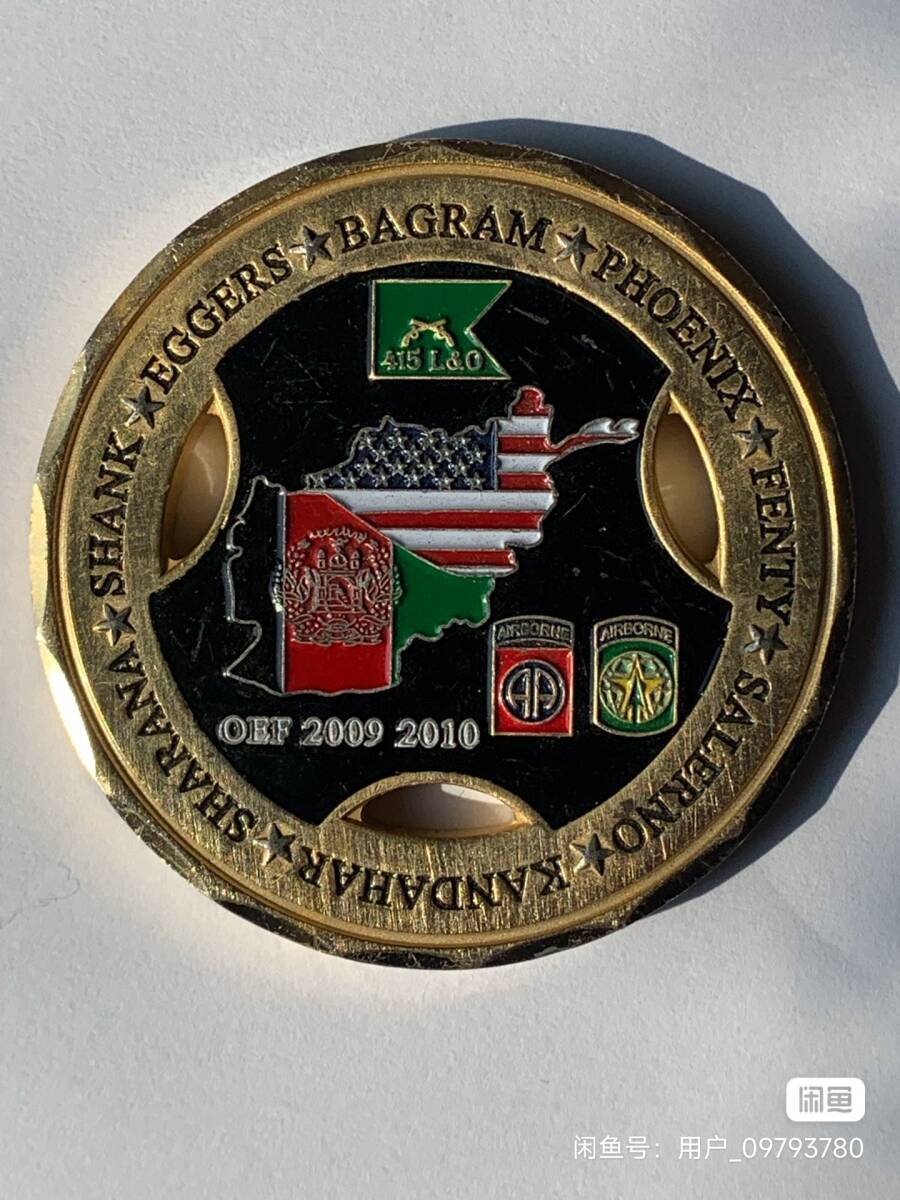 EGGERS ★ BAGRAM ★ PHOENIX ★ FENTY ★ SALERNO ★ KANDAHAR ★ SHARANA ★ SHANK ★
415 L&O
AIRBORNE
AA
AIRBORNE
OEF 2009 2010
闲鱼
闲鱼号：用户_09793780